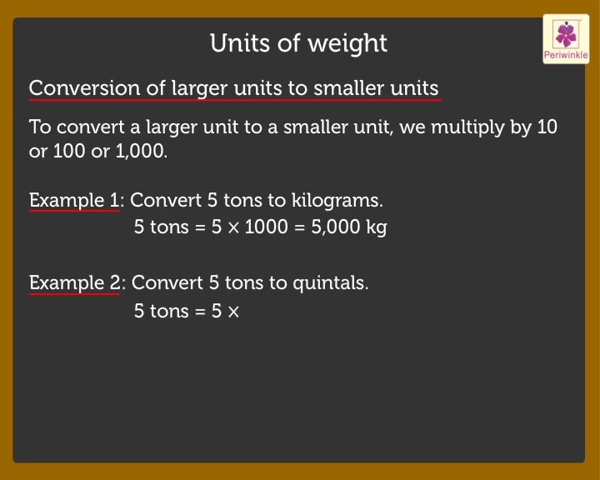 Units of weight
Periwinkle
Conversion of larger units to smaller units
To convert a larger unit to a smaller unit, we multiply by 10
or 100 or 1,000.
Example 1: Convert 5 tons to kilograms.
5 tons = 5 × 1000 = 5,000 kg
Example 2: Convert 5 tons to quintals.
5 tons = 5 ×